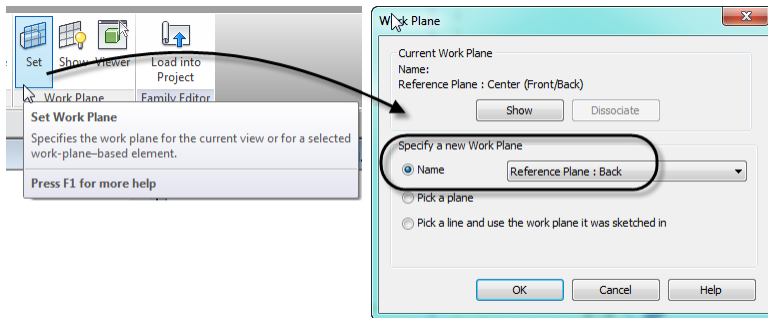 Set
Show
Viewer
Load into
Project
Work Plane
Family Editor
Set Work Plane
Specifies the work plane for the current view or for a selected
work-plane–based element.
Press F1 for more help
Work Plane
Current Work Plane
Name:
Reference Plane : Center (Front/Back)
Show
Dissociate
Specify a new Work Plane
Name
Reference Plane : Back
Pick a plane
Pick a line and use the work plane it was sketched in
OK
Cancel
Help